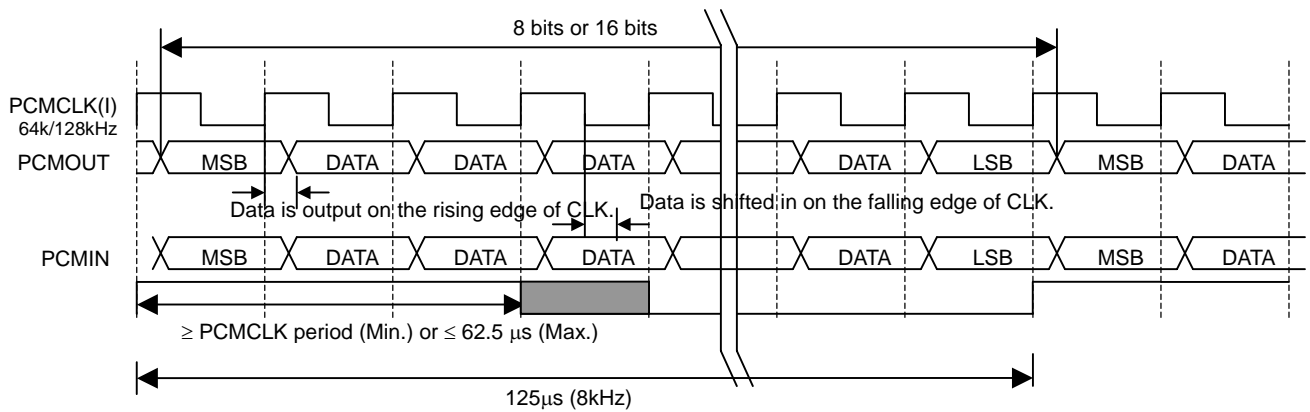 8 bits or 16 bits
PCMCLK(I)
64k/128kHz
PCMOUT
MSB DATA DATA DATA DATA LSB MSB DATA
Data is output on the rising edge of CLK.
Data is shifted in on the falling edge of CLK.
PCMIN
MSB DATA DATA DATA DATA LSB MSB DATA
≥ PCMCLK period (Min.) or ≤ 62.5 μs (Max.)
125μs (8kHz)